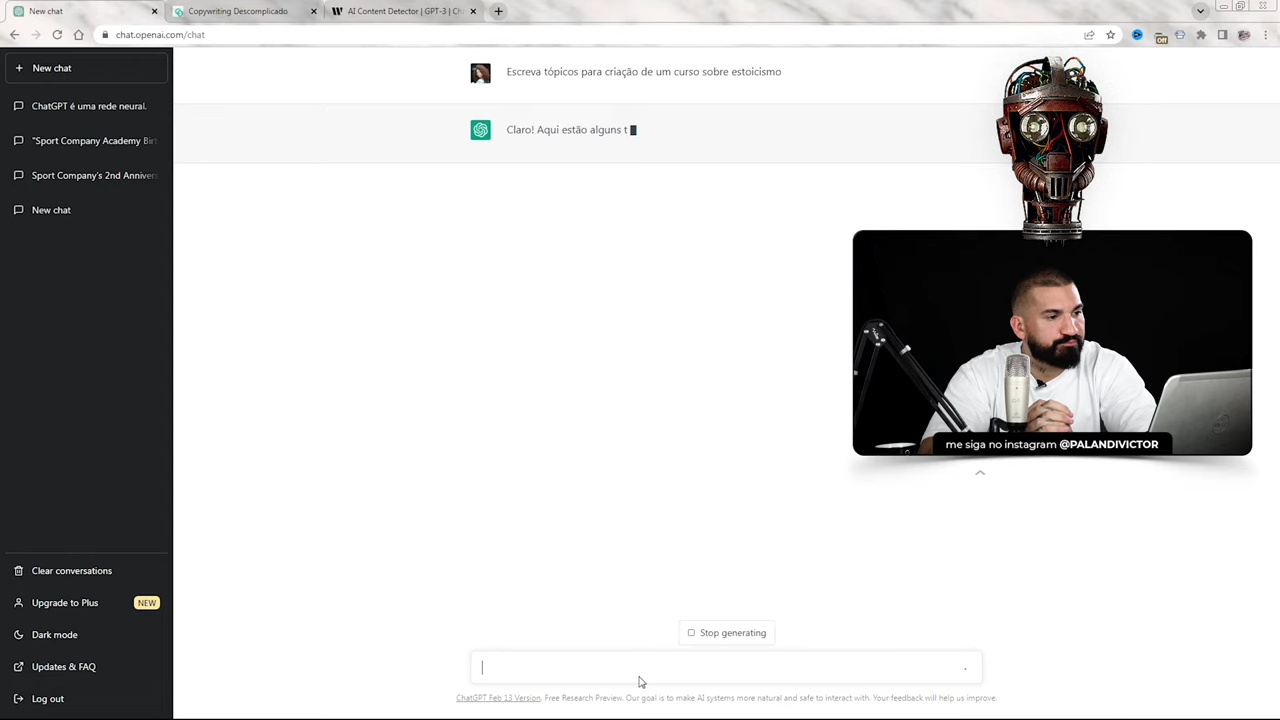 New chat
Copywriting Descomplicado
AI Content Detector | GPT-3 | Ch
chat.openai.com/chat
Off
New chat
ChatGPT é uma rede neural.
"Sport Company Academy Birt
Sport Company's 2nd Annivers
New chat
Escreva tópicos para criação de um curso sobre estoicismo
Claro! Aqui estão alguns t
me siga no instagram @PALANDIVICTOR
Clear conversations
Upgrade to Plus
NEW
Dark mode
Updates & FAQ
Log out
Stop generating
ChatGPT Feb 13 Version. Free Research Preview. Our goal is to make AI systems more natural and safe to interact with. Your feedback will help us improve.